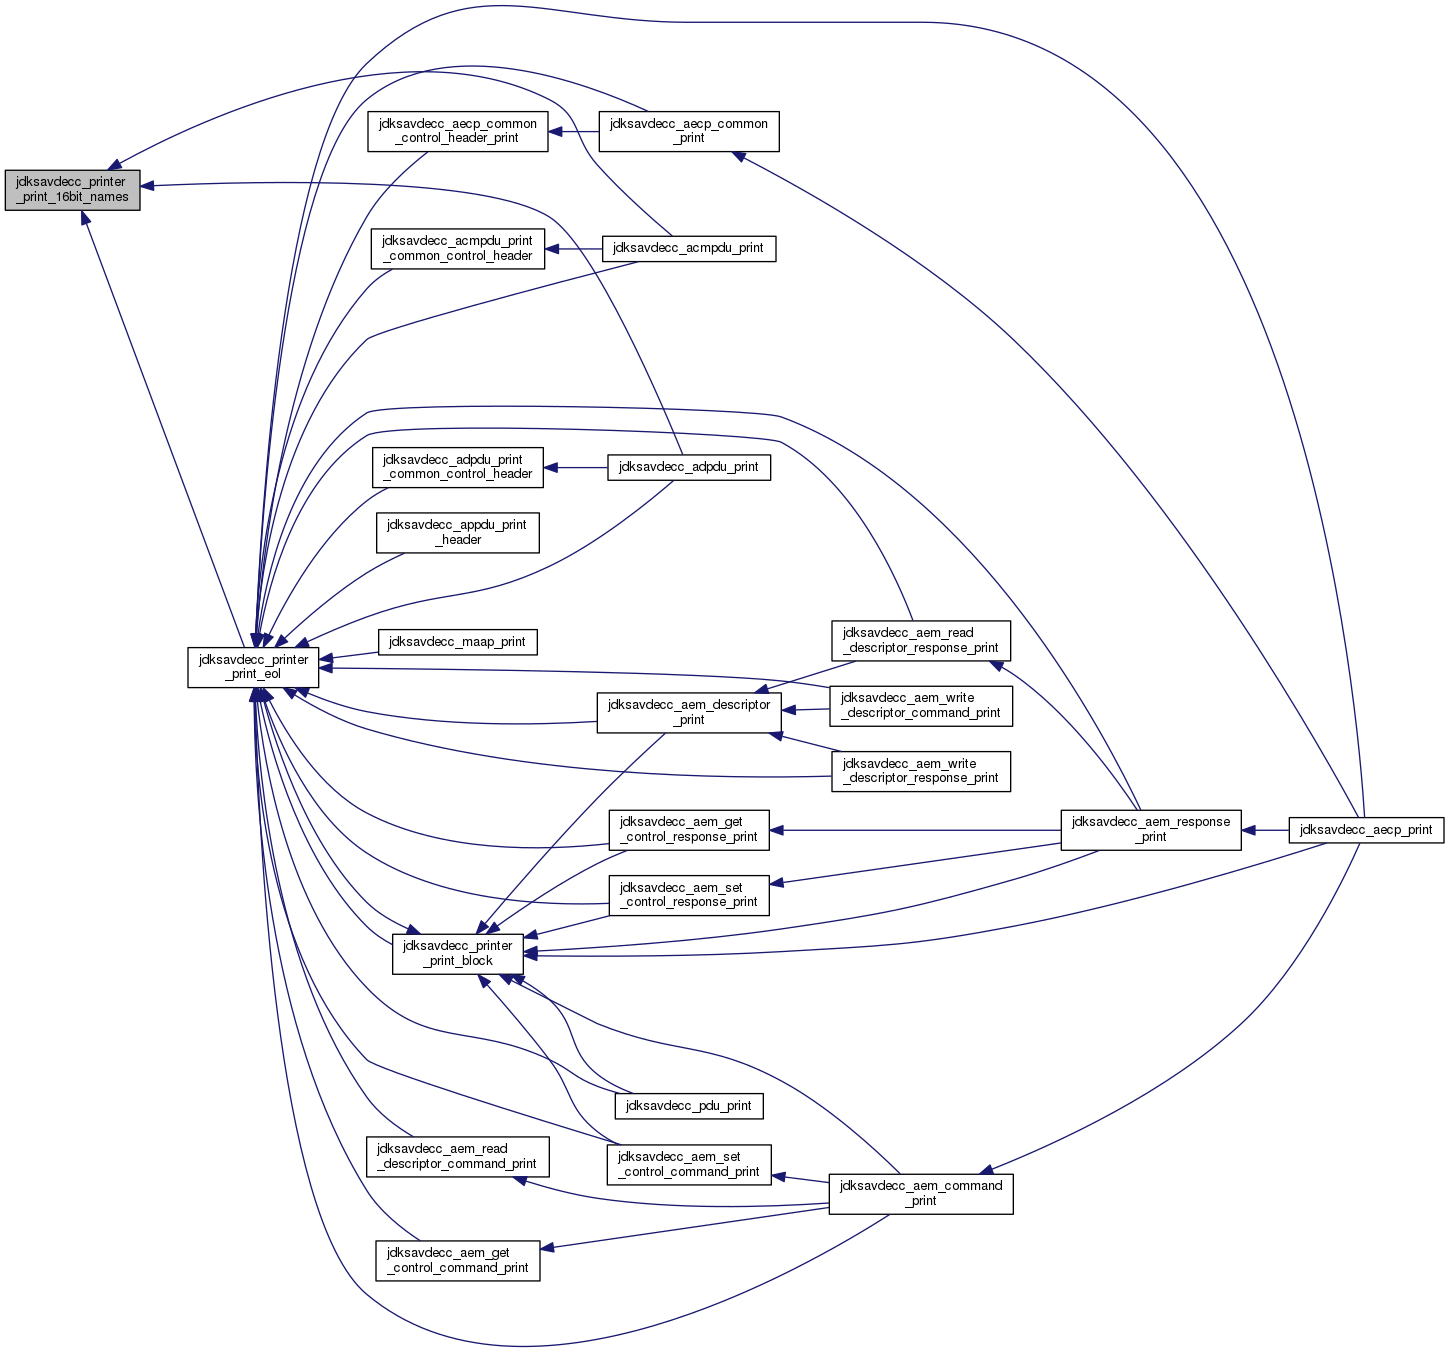 jdksavdecc_aecp_common
_control_header_print
jdksavdecc_aecp_common
_print
jdksavdecc_printer
_print_16bit_names
jdksavdecc_acmpdu_print
_common_control_header
jdksavdecc_acmpdu_print
jdksavdecc_adpdu_print
_common_control_header
jdksavdecc_adpdu_print
jdksavdecc_appdu_print
_header
jdksavdecc_maap_print
jdksavdecc_aem_read
_descriptor_response_print
jdksavdecc_printer
_print_eol
jdksavdecc_aem_descriptor
_print
jdksavdecc_aem_write
_descriptor_command_print
jdksavdecc_aem_write
_descriptor_response_print
jdksavdecc_aem_get
_control_response_print
jdksavdecc_aem_response
_print
jdksavdecc_aecp_print
jdksavdecc_aem_set
_control_response_print
jdksavdecc_printer
_print_block
jdksavdecc_pdu_print
jdksavdecc_aem_read
_descriptor_command_print
jdksavdecc_aem_set
_control_command_print
jdksavdecc_aem_command
_print
jdksavdecc_aem_get
_control_command_print